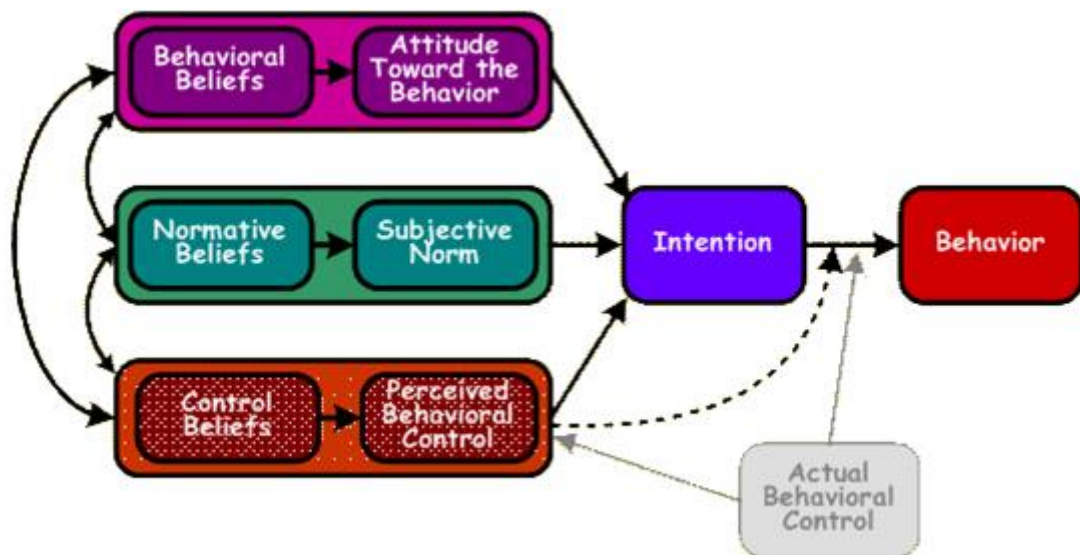 Behavioral
Beliefs
Attitude
Toward the
Behavior
Normative
Beliefs
Subjective
Norm
Intention
Behavior
Control
Beliefs
Perceived
Behavioral
Control
Actual
Behavioral
Control